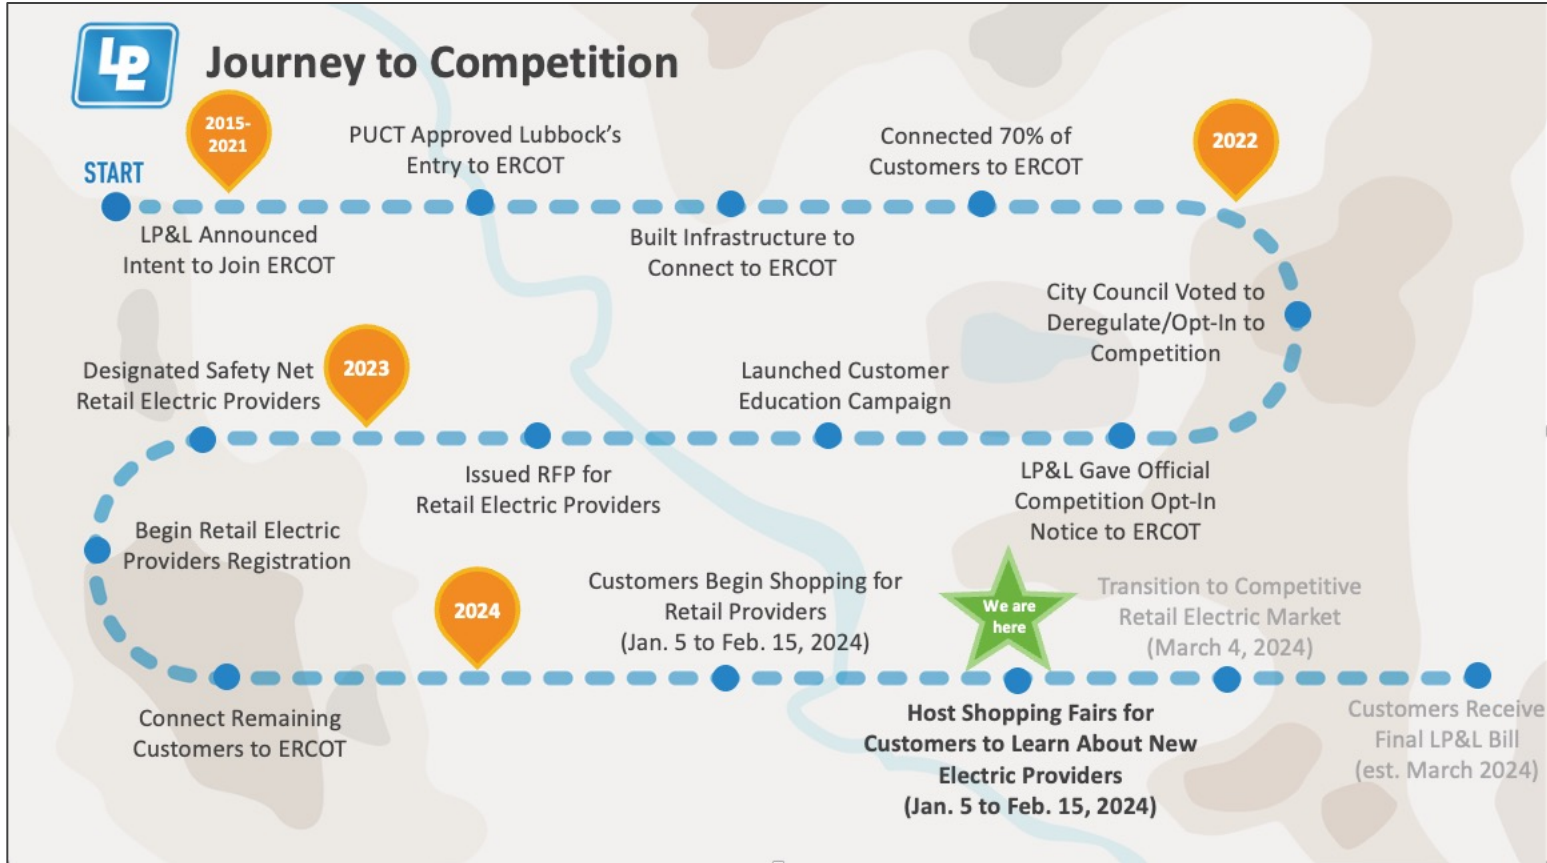 LP&L
Journey to Competition
2015-
2021
START
LP&L Announced
Intent to Join ERCOT
PUCT Approved Lubbock's
Entry to ERCOT
Built Infrastructure to
Connect to ERCOT
Connected 70% of
Customers to ERCOT
2022
City Council Voted to
Deregulate/Opt-In to
Competition
LP&L Gave Official
Competition Opt-In
Notice to ERCOT
Launched Customer
Education Campaign
Issued RFP for
Retail Electric Providers
2023
Designated Safety Net
Retail Electric Providers
Begin Retail Electric
Providers Registration
Connect Remaining
Customers to ERCOT
2024
Customers Begin Shopping for
Retail Providers
(Jan. 5 to Feb. 15, 2024)
We are
here
Host Shopping Fairs for
Customers to Learn About New
Electric Providers
(Jan. 5 to Feb. 15, 2024)
Transition to Competitive
Retail Electric Market
(March 4, 2024)
Customers Receive
Final LP&L Bill
(est. March 2024)